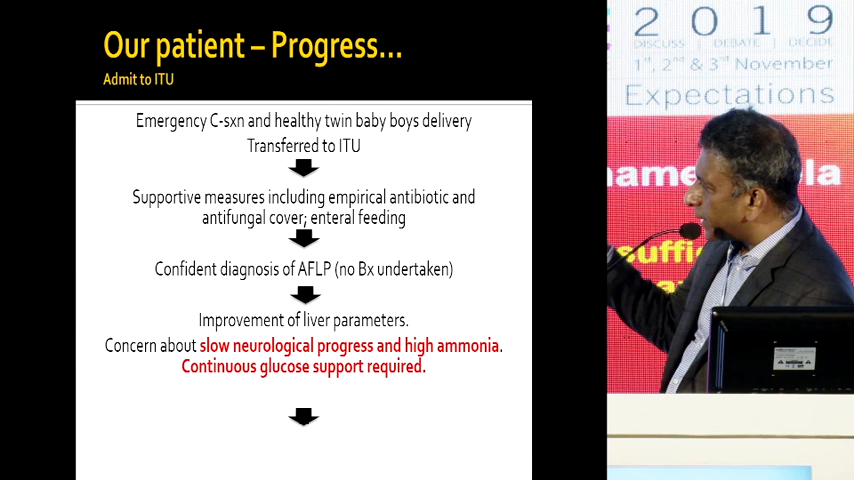 Our patient – Progress...
Admit to ITU
Emergency C-sxn and healthy twin baby boys delivery
Transferred to ITU
Supportive measures including empirical antibiotic and
antifungal cover; enteral feeding
Confident diagnosis of AFLP (no Bx undertaken)
Improvement of liver parameters.
Concern about slow neurological progress and high ammonia.
Continuous glucose support required.
2019
DISCUSS | DEBATE | DECIDE
1st, 2nd & 3rd November
Expectations